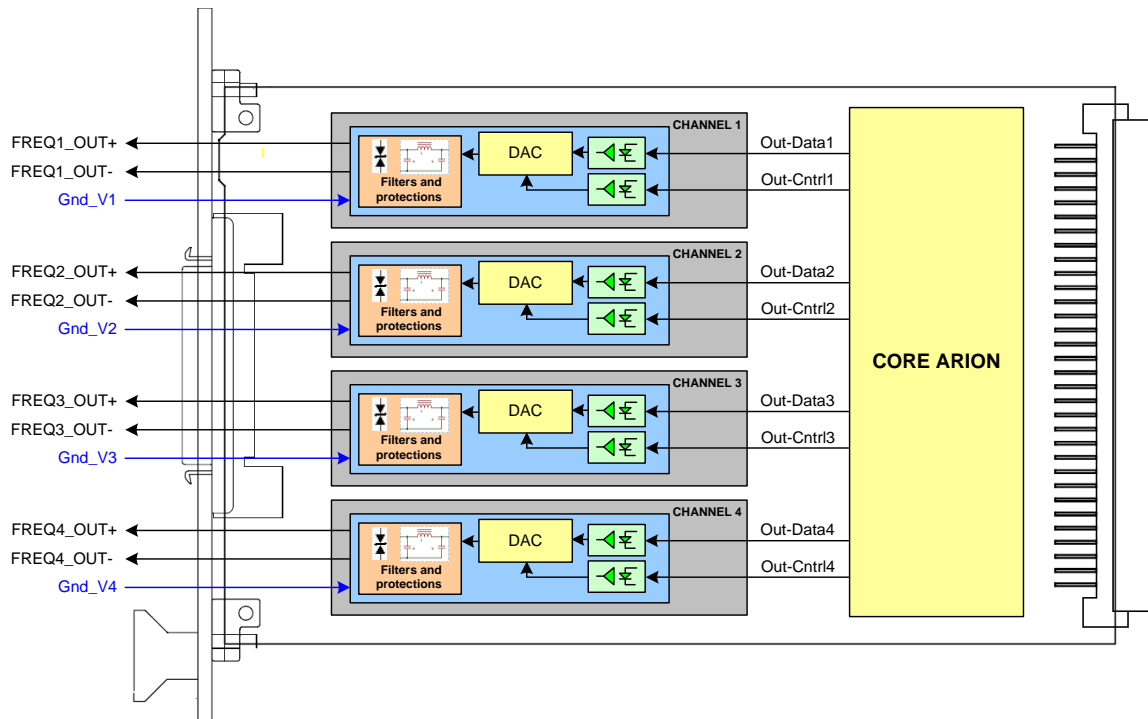 CHANNEL 1
FREQ1_OUT+
FREQ1_OUT-
Gnd_V1
Filters and
protections
DAC
Out-Data1
Out-Cntrl1
CHANNEL 2
FREQ2_OUT+
FREQ2_OUT-
Gnd_V2
Filters and
protections
DAC
Out-Data2
Out-Cntrl2
CORE ARION
CHANNEL 3
FREQ3_OUT+
FREQ3_OUT-
Gnd_V3
Filters and
protections
DAC
Out-Data3
Out-Cntrl3
CHANNEL 4
FREQ4_OUT+
FREQ4_OUT-
Gnd_V4
Filters and
protections
DAC
Out-Data4
Out-Cntrl4